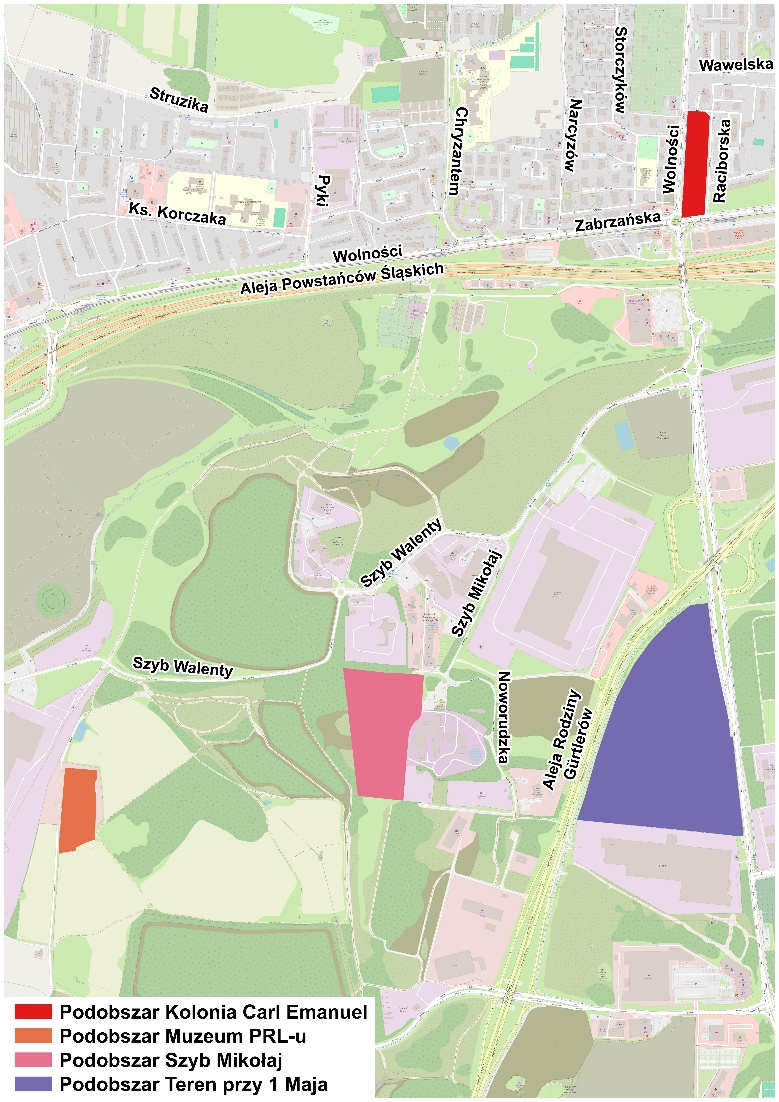 Wawelska
Storczyków
Struzika
Narcyzów
Chryzantem
Wolności
Raciborska
Pyki
Ks. Korczaka
Zabrzańska
Wolności
Aleja Powstańców Śląskich
Szyb Walenty
Szyb Mikołaj
Szyb Walenty
Noworudzka
Aleja Rodziny
Gürtlerów
Podobszar Kolonia Carl Emanuel
Podobszar Muzeum PRL-u
Podobszar Szyb Mikołaj
Podobszar Teren przy 1 Maja